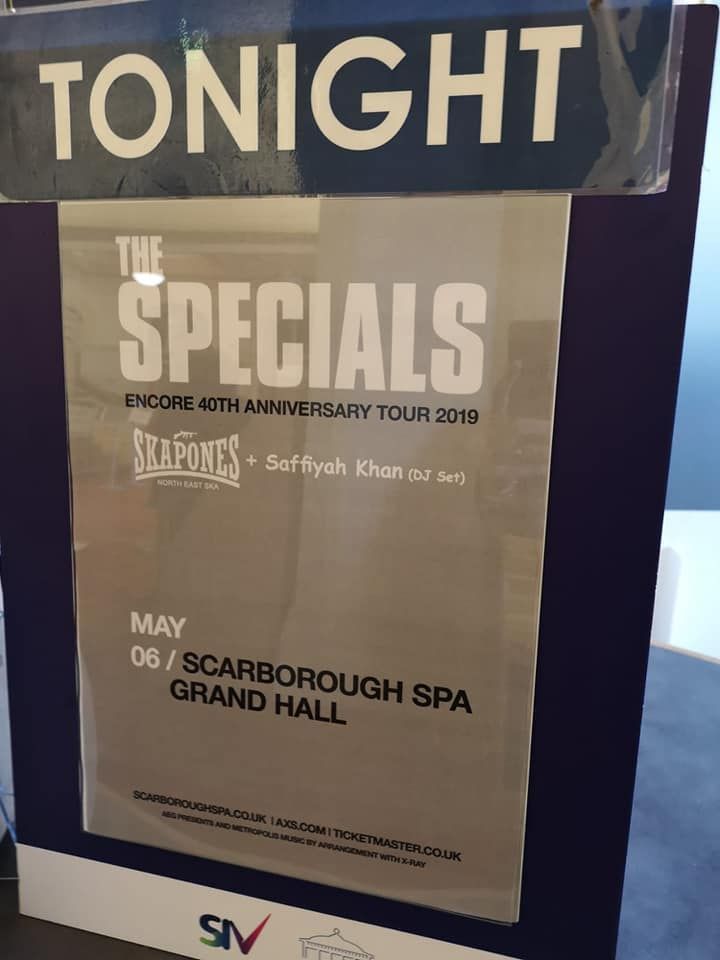 TONIGHT
THE
SPECIALS
ENCORE 40TH ANNIVERSARY TOUR 2019
SKAPONES + Saffiyah Khan (DJ Set)
NORTH EAST SKA
MAY
06 / SCARBOROUGH SPA
GRAND HALL
SCARBOROUGHSPA.CO.UK | AXS.COM | TICKETMASTER.CO.UK
AEG PRESENTS AND METROPOLIS MUSIC BY ARRANGEMENT WITH X-RAY
SIV